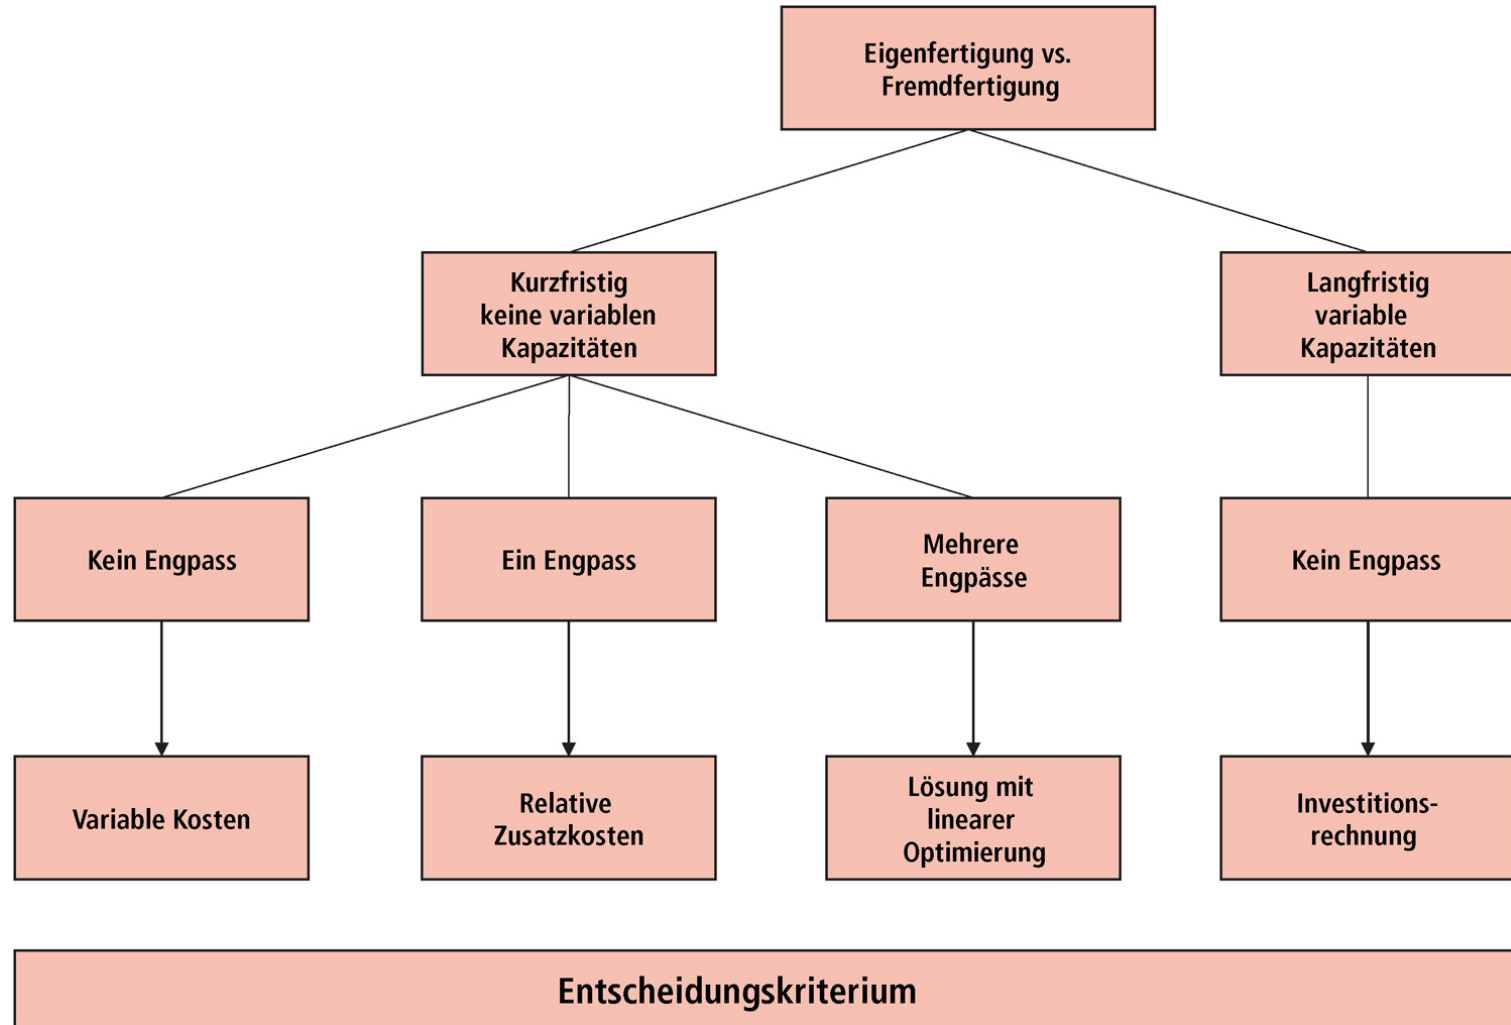 Eigenfertigung vs.
Fremdfertigung
Kurzfristig
keine variablen
Kapazitäten
Langfristig
variable
Kapazitäten
Kein Engpass
Ein Engpass
Mehrere
Engpässe
Kein Engpass
Variable Kosten
Relative
Zusatzkosten
Lösung mit
linearer
Optimierung
Investitions-
rechnung
Entscheidungskriterium